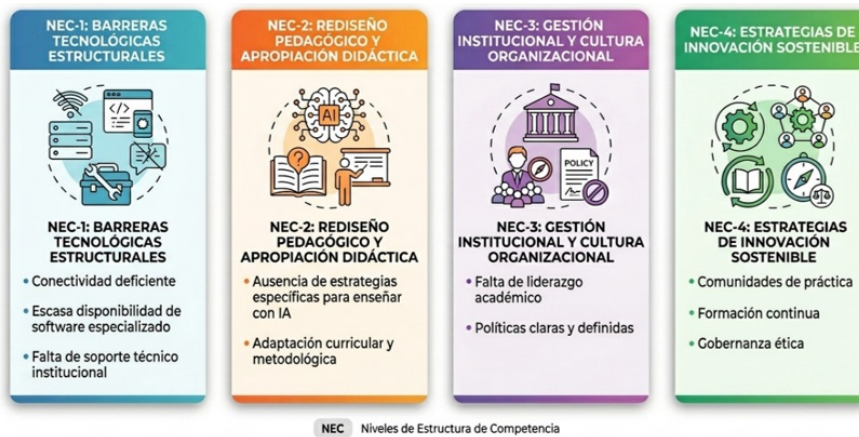 NEC-1: BARRERAS
TECNOLÓGICAS
ESTRUCTURALES
</>
NEC-1: BARRERAS
TECNOLÓGICAS
ESTRUCTURALES
• Conectividad deficiente
• Escasa disponibilidad de
software especializado
• Falta de soporte técnico
institucional
NEC-2: REDISEÑO
PEDAGÓGICO Y
APROPIACIÓN DIDÁCTICA
AI
?
NEC-2: REDISEÑO
PEDAGÓGICO Y
APROPIACIÓN DIDÁCTICA
• Ausencia de estrategias
específicas para enseñar
con IA
• Adaptación curricular y
metodológica
NEC-3: GESTIÓN
INSTITUCIONAL Y CULTURA
ORGANIZACIONAL
POLICY
NEC-3: GESTIÓN
INSTITUCIONAL Y CULTURA
ORGANIZACIONAL
• Falta de liderazgo
académico
• Políticas claras y definidas
NEC-4: ESTRATEGIAS DE
INNOVACIÓN SOSTENIBLE
NEC-4: ESTRATEGIAS
DE INNOVACIÓN
SOSTENIBLE
• Comunidades de práctica
• Formación continua
• Gobernanza ética
NEC Niveles de Estructura de Competencia